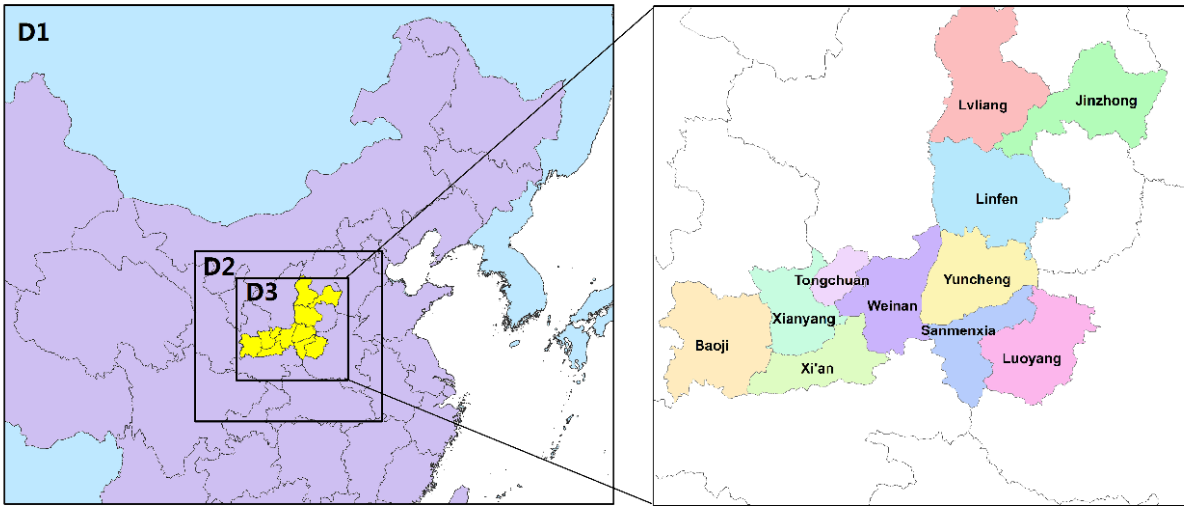 D1
D2
D3
Lvliang
Jinzhong
Linfen
Tongchuan
Yuncheng
Weinan
Xianyang
Sanmenxia
Baoji
Xi'an
Luoyang